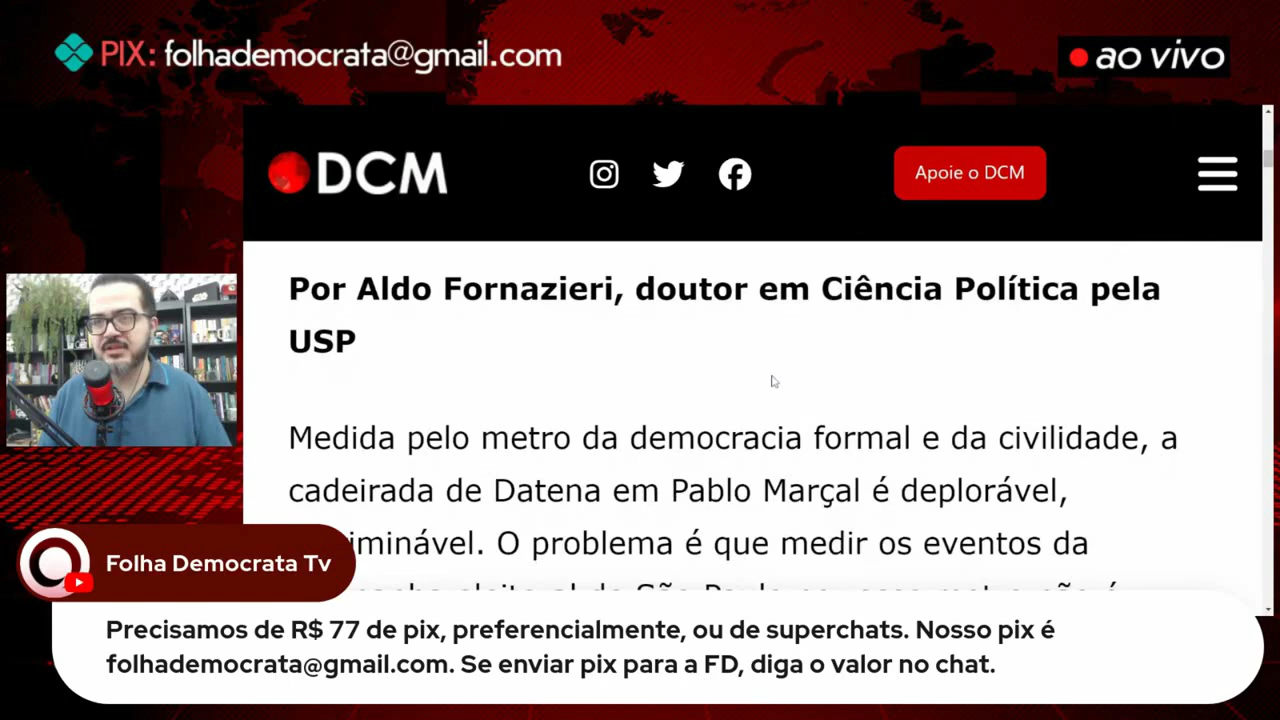 PIX: folhademocrata@gmail.com
ao vivo
DCM
Apoie o DCM
Por Aldo Fornazieri, doutor em Ciência Política pela
USP
Medida pelo metro da democracia formal e da civilidade, a
cadeirada de Datena em Pablo Marçal é deplorável,
iminável. O problema é que medir os eventos da
Folha Democrata Tv
Precisamos de R$ 77 de pix, preferencialmente, ou de superchats. Nosso pix é
folhademocrata@gmail.com. Se enviar pix para a FD, diga o valor no chat.